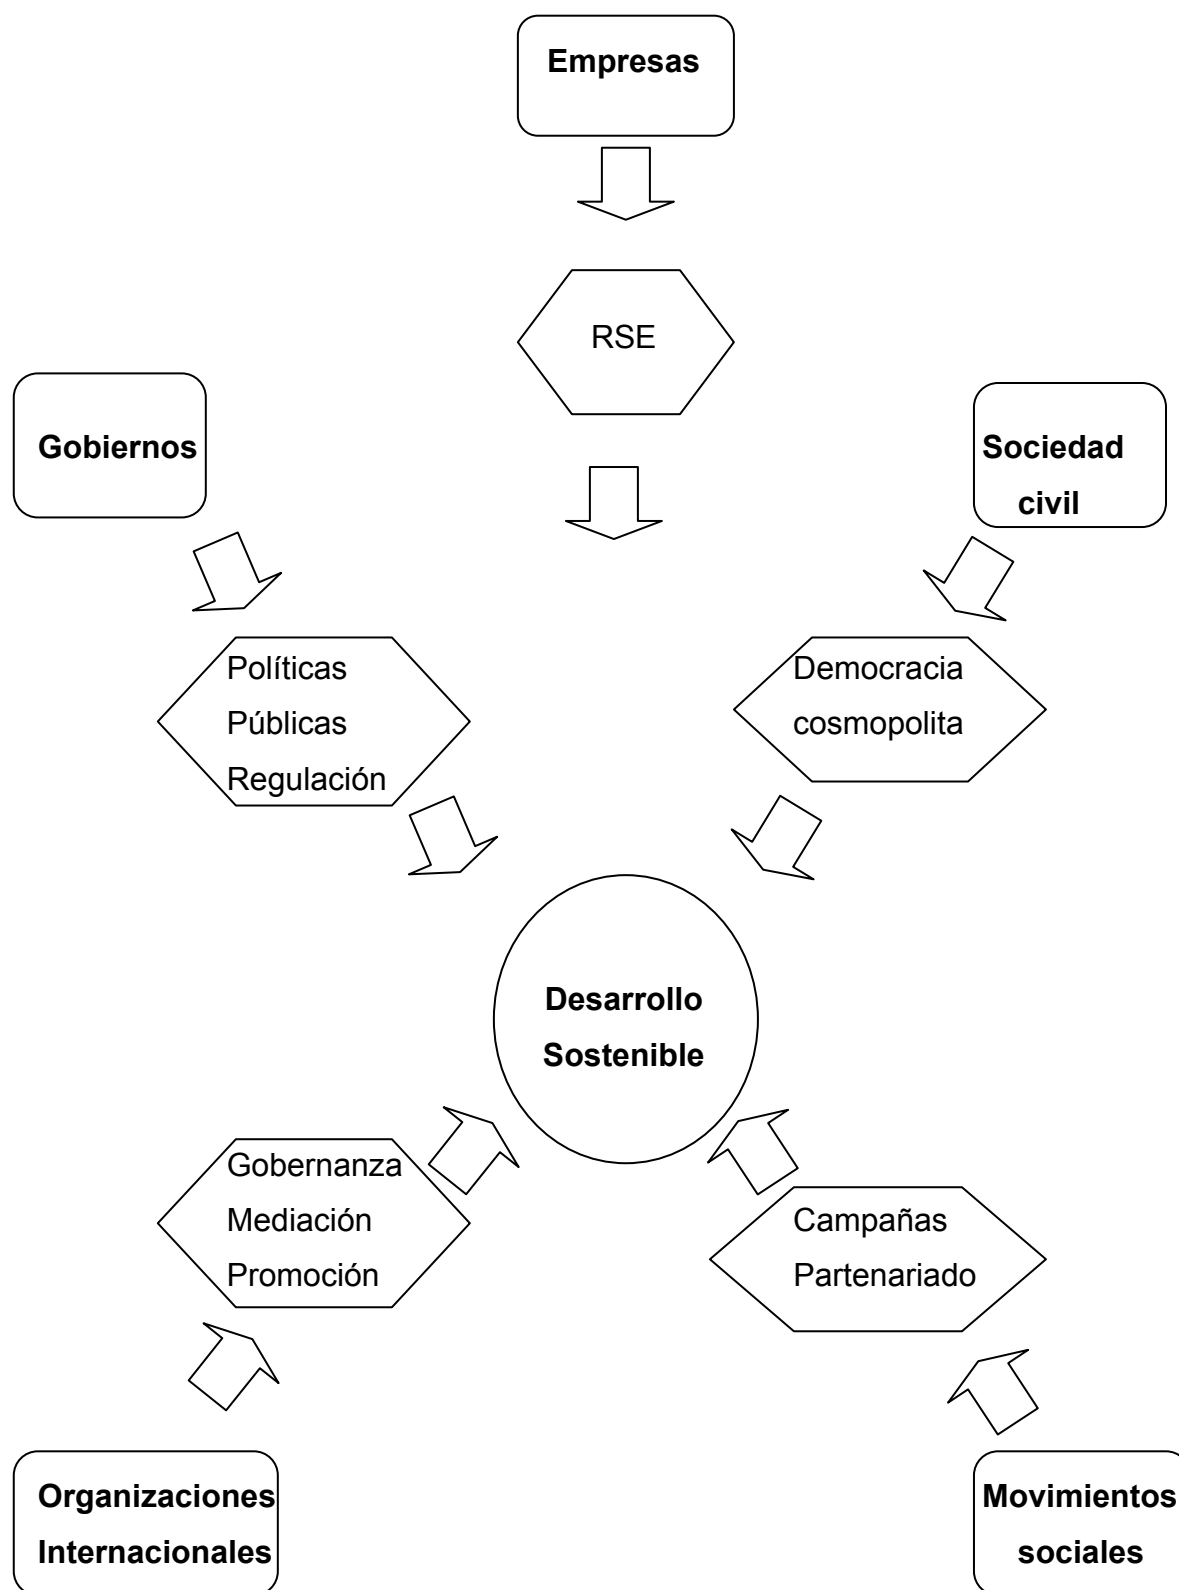 Empresas
RSE
Gobiernos
Sociedad
civil
Políticas
Públicas
Regulación
Democracia
cosmopolita
Desarrollo
Sostenible
Gobernanza
Mediación
Promoción
Campañas
Partenariado
Organizaciones
Internacionales
Movimientos
sociales